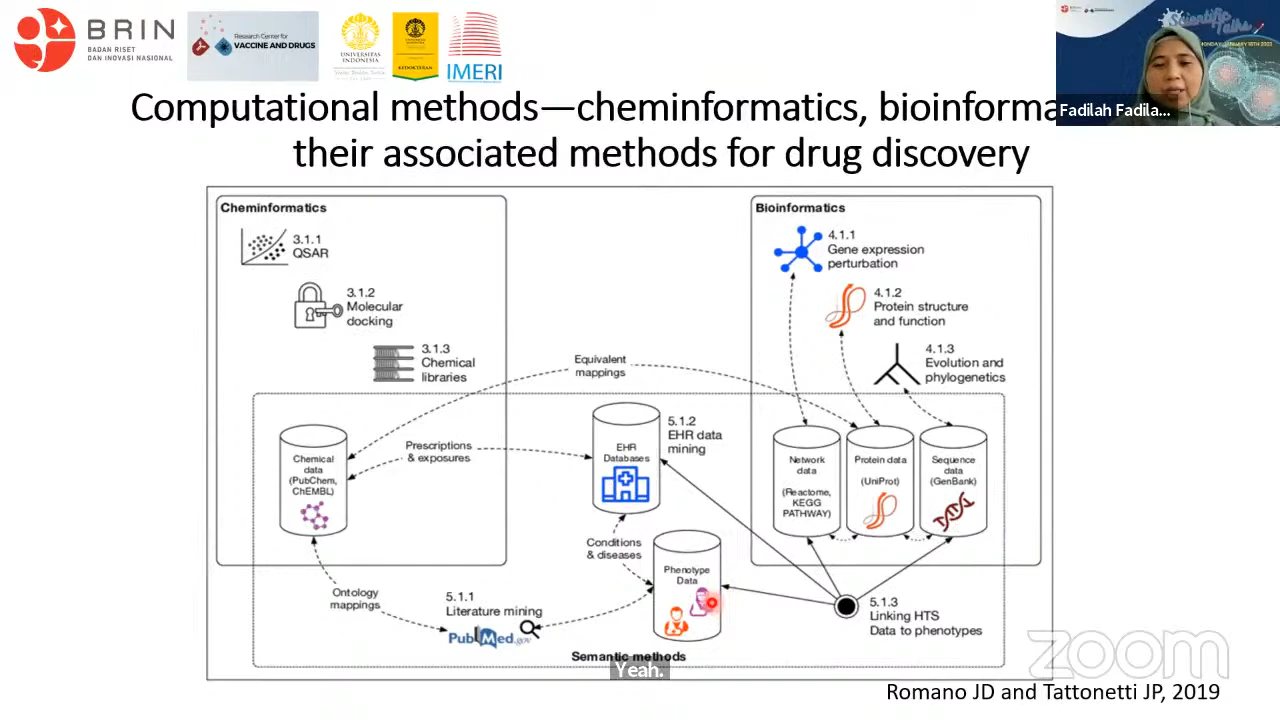 BRIN
BADAN RISET
DAN INOVASI NASIONAL
Research Center for
VACCINE AND DRUGS
UNIVERSITAS
INDONESIA
KEDOKTERAN
IMERI
Scientific
Talks
Fadilah Fadila...
Computational methods—cheminformatics, bioinforma
their associated methods for drug discovery
Cheminformatics
3.1.1
QSAR
3.1.2
Molecular
docking
3.1.3
Chemical
libraries
Bioinformatics
4.1.1
Gene expression
perturbation
4.1.2
Protein structure
and function
4.1.3
Evolution and
phylogenetics
Equivalent
mappings
Prescriptions
& exposures
Chemical
data
(PubChem,
ChEMBL)
EHR
Databases
5.1.2
EHR data
mining
Network
data
(Reactome,
KEGG
PATHWAY)
Protein data
(UniProt)
Sequence
data
(GenBank)
Conditions
& diseases
Phenotype
Data
Ontology
mappings
5.1.1
Literature mining
PubMed.gov
5.1.3
Linking HTS
Data to phenotypes
Semantic methods
Yeah.
zoom
Romano JD and Tattonetti JP, 2019